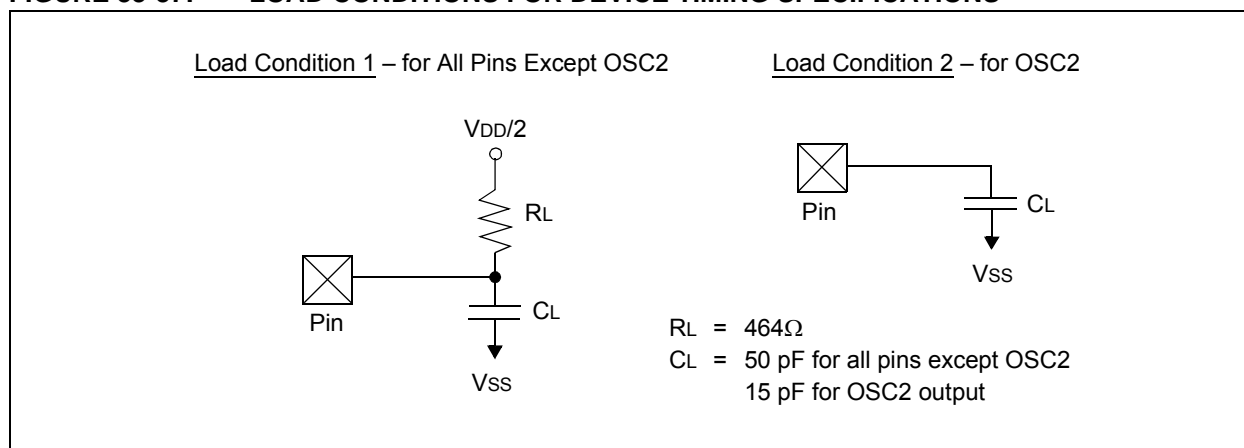 Load Condition 1 – for All Pins Except OSC2
Load Condition 2 – for OSC2
VDD/2
RL
Pin
CL
VSS
Pin
CL
VSS
RL = 464Ω
CL = 50 pF for all pins except OSC2
15 pF for OSC2 output